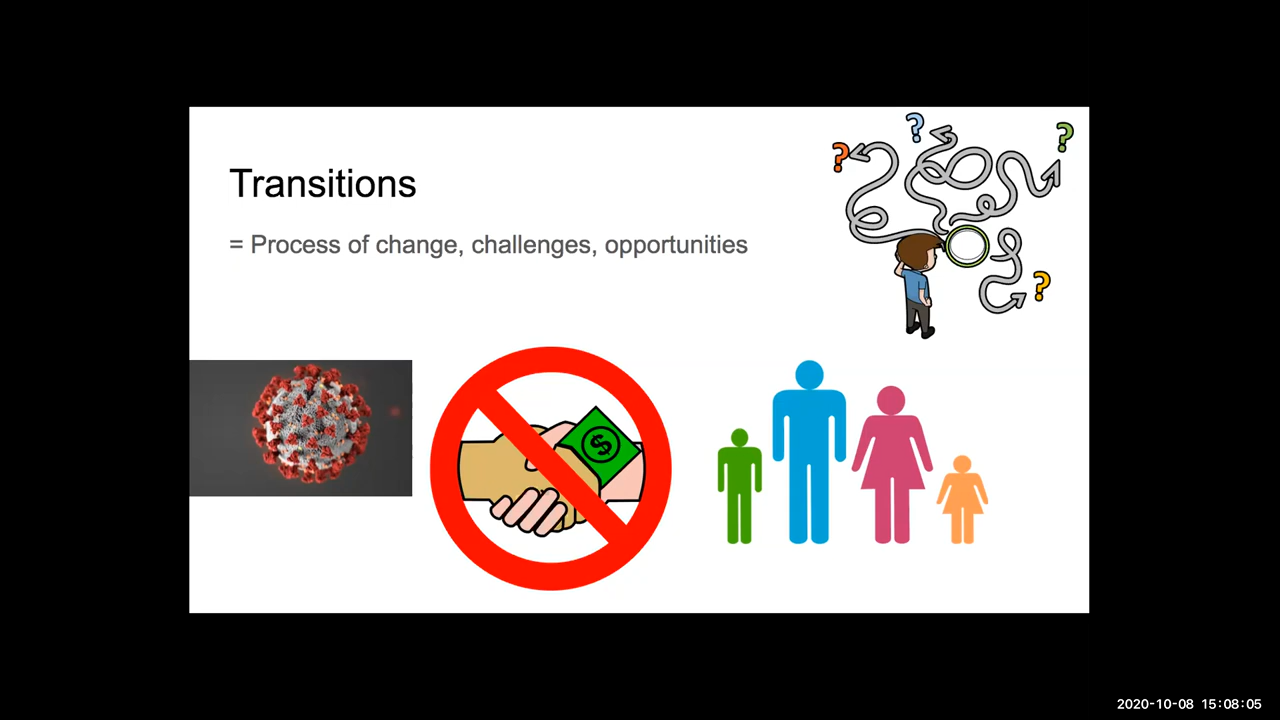 Transitions
= Process of change, challenges, opportunities
? ? ? ?
$
2020-10-08 15:08:05